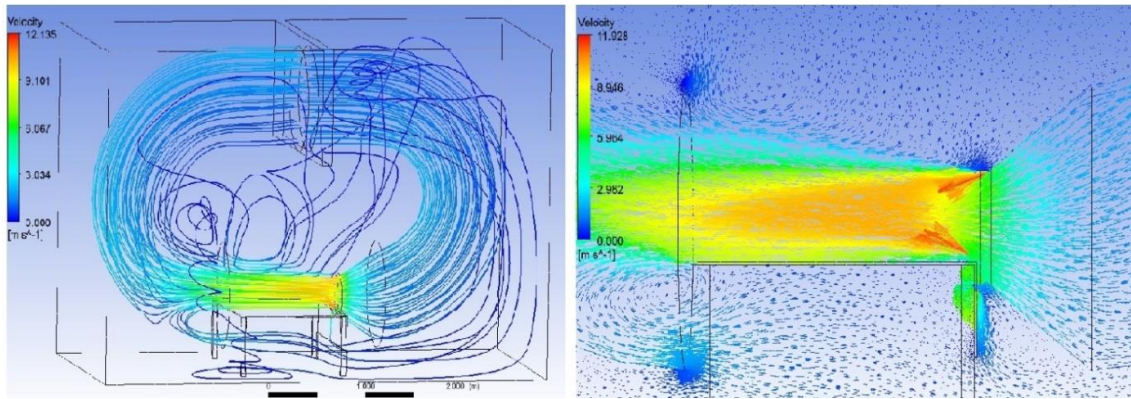 Velocity
12.135
9.101
6.067
3.034
0.000
[m s^-1]
0 1.000 2.000 (m)
Velocity
11.028
8.946
5.964
2.982
0.000
[m s^-1]